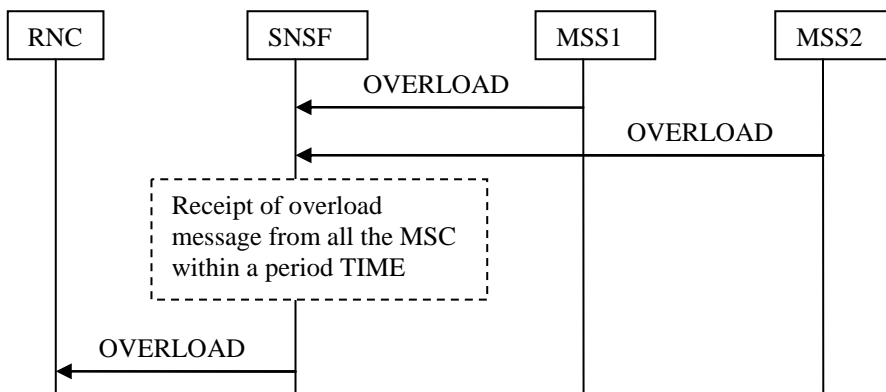 RNC
SNSF
MSS1
MSS2
OVERLOAD
OVERLOAD
Receipt of overload
message from all the MSC
within a period TIME
OVERLOAD